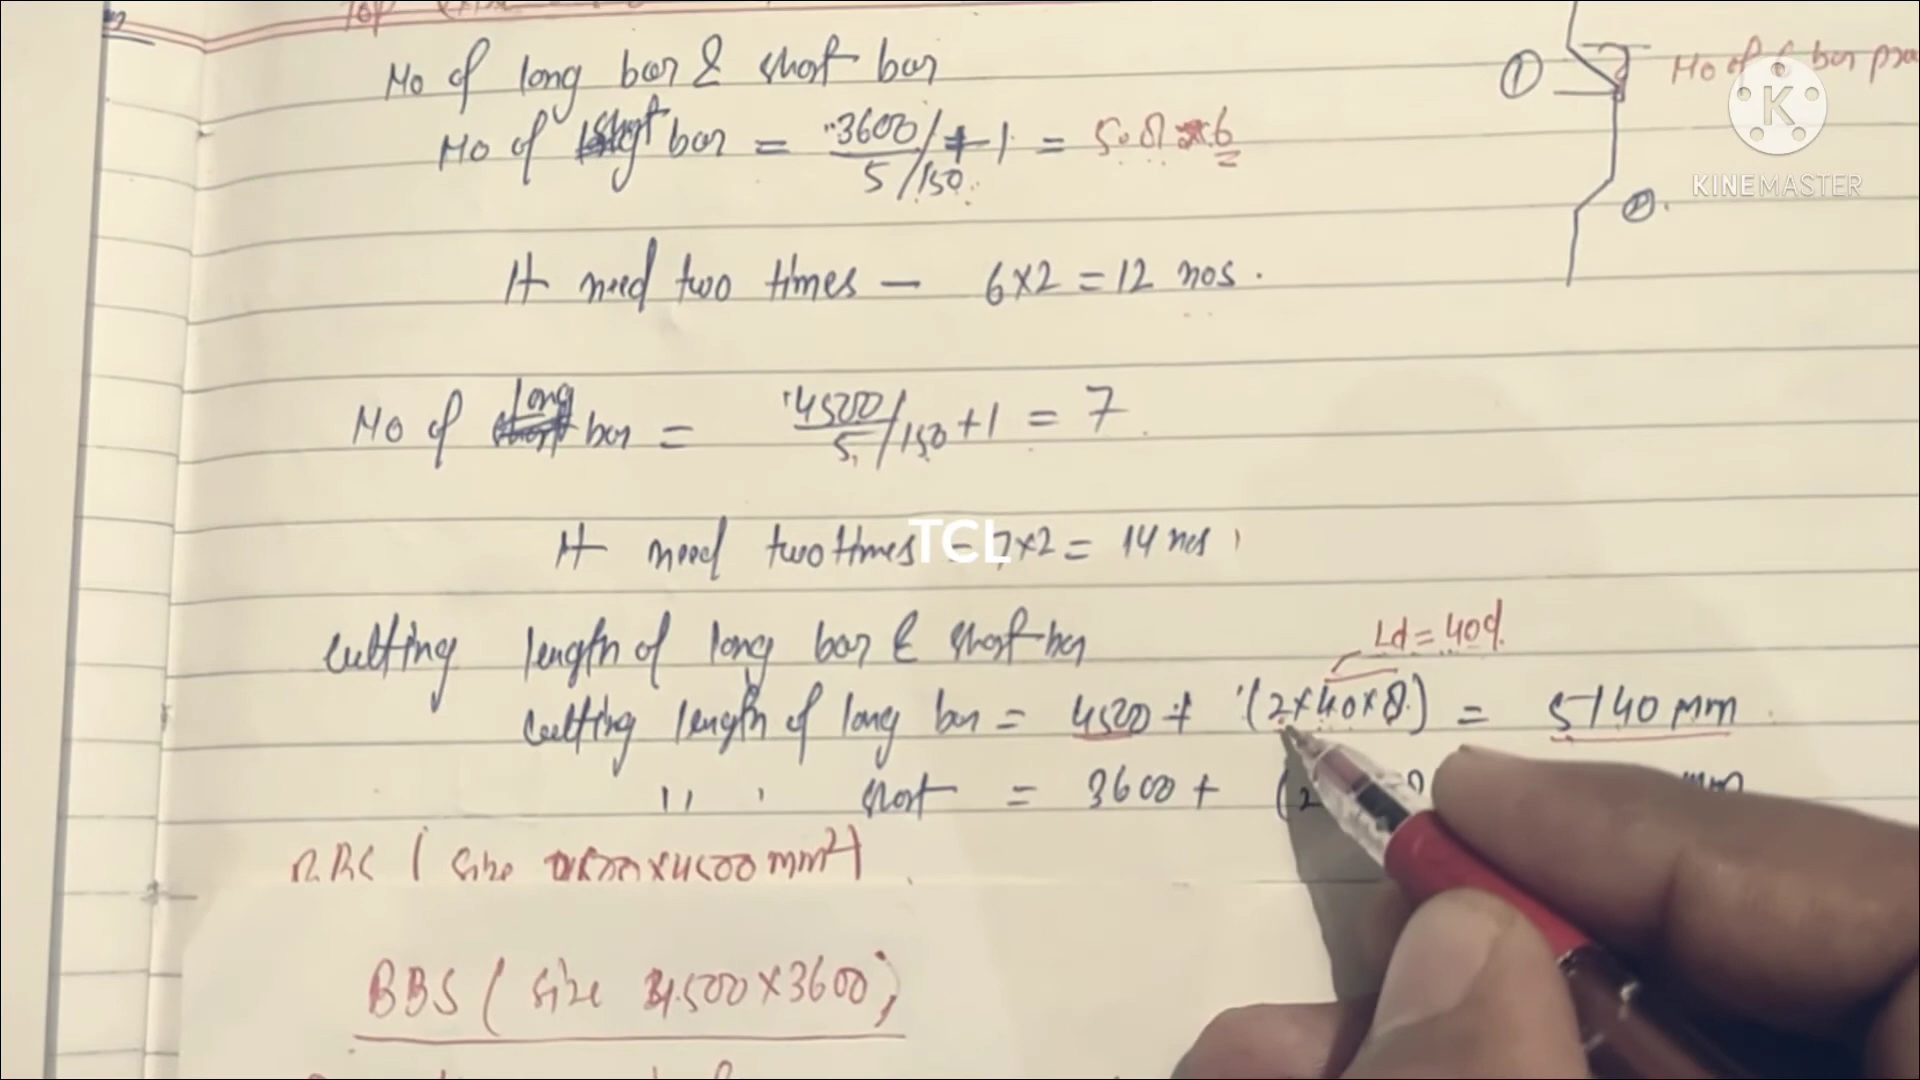 Top
No of long bar & short bar
No of short bar = 3600/5/150 + 1 = 5.8 ≈ 6
It need two times - 6×2 = 12 nos.
No of long bar = 4500/5/150 + 1 = 7
It need two times - 7×2 = 14 nos
Cutting length of long bar & short bar
Ld = 40d
Cutting length of long bar = 4500 + (2×40×8) = 5140 mm
" " short = 3600 + (2 mm
(size ×4500 mm²)
BBS (size 4500×3600)
①
No of 6 bar
②
KINEMASTER
K
TCL